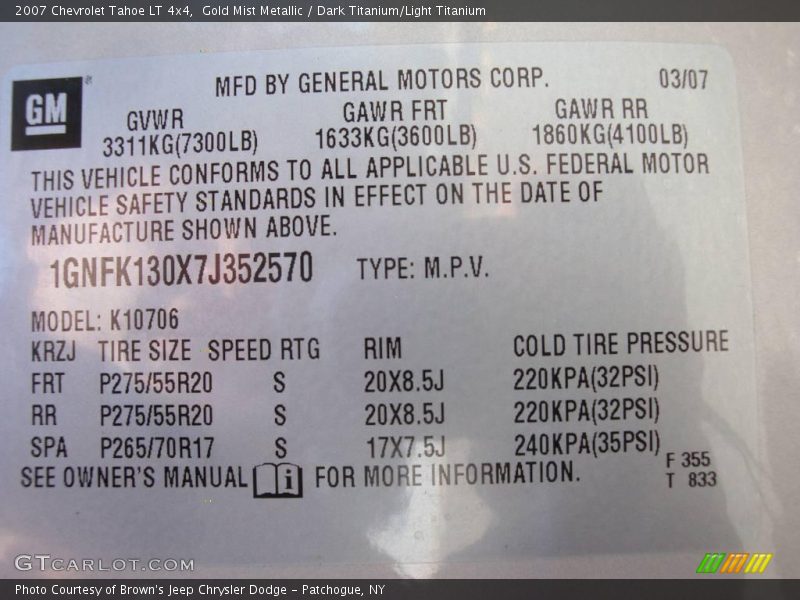 2007 Chevrolet Tahoe LT 4x4,  Gold Mist Metallic / Dark Titanium/Light Titanium
GM ®
MFD BY GENERAL MOTORS CORP. 03/07
GVWR GAWR FRT GAWR RR
3311KG(7300LB) 1633KG(3600LB) 1860KG(4100LB)
THIS VEHICLE CONFORMS TO ALL APPLICABLE U.S. FEDERAL MOTOR
VEHICLE SAFETY STANDARDS IN EFFECT ON THE DATE OF
MANUFACTURE SHOWN ABOVE.
1GNFK130X7J352570 TYPE: M.P.V.
MODEL: K10706
KRZJ TIRE SIZE SPEED RTG RIM COLD TIRE PRESSURE
FRT P275/55R20 S 20X8.5J 220KPA(32PSI)
RR P275/55R20 S 20X8.5J 220KPA(32PSI)
SPA P265/70R17 S 17X7.5J 240KPA(35PSI)
SEE OWNER'S MANUAL i FOR MORE INFORMATION.
F 355
T 833
GTCARLOT.COM
Photo Courtesy of Brown's Jeep Chrysler Dodge – Patchogue, NY